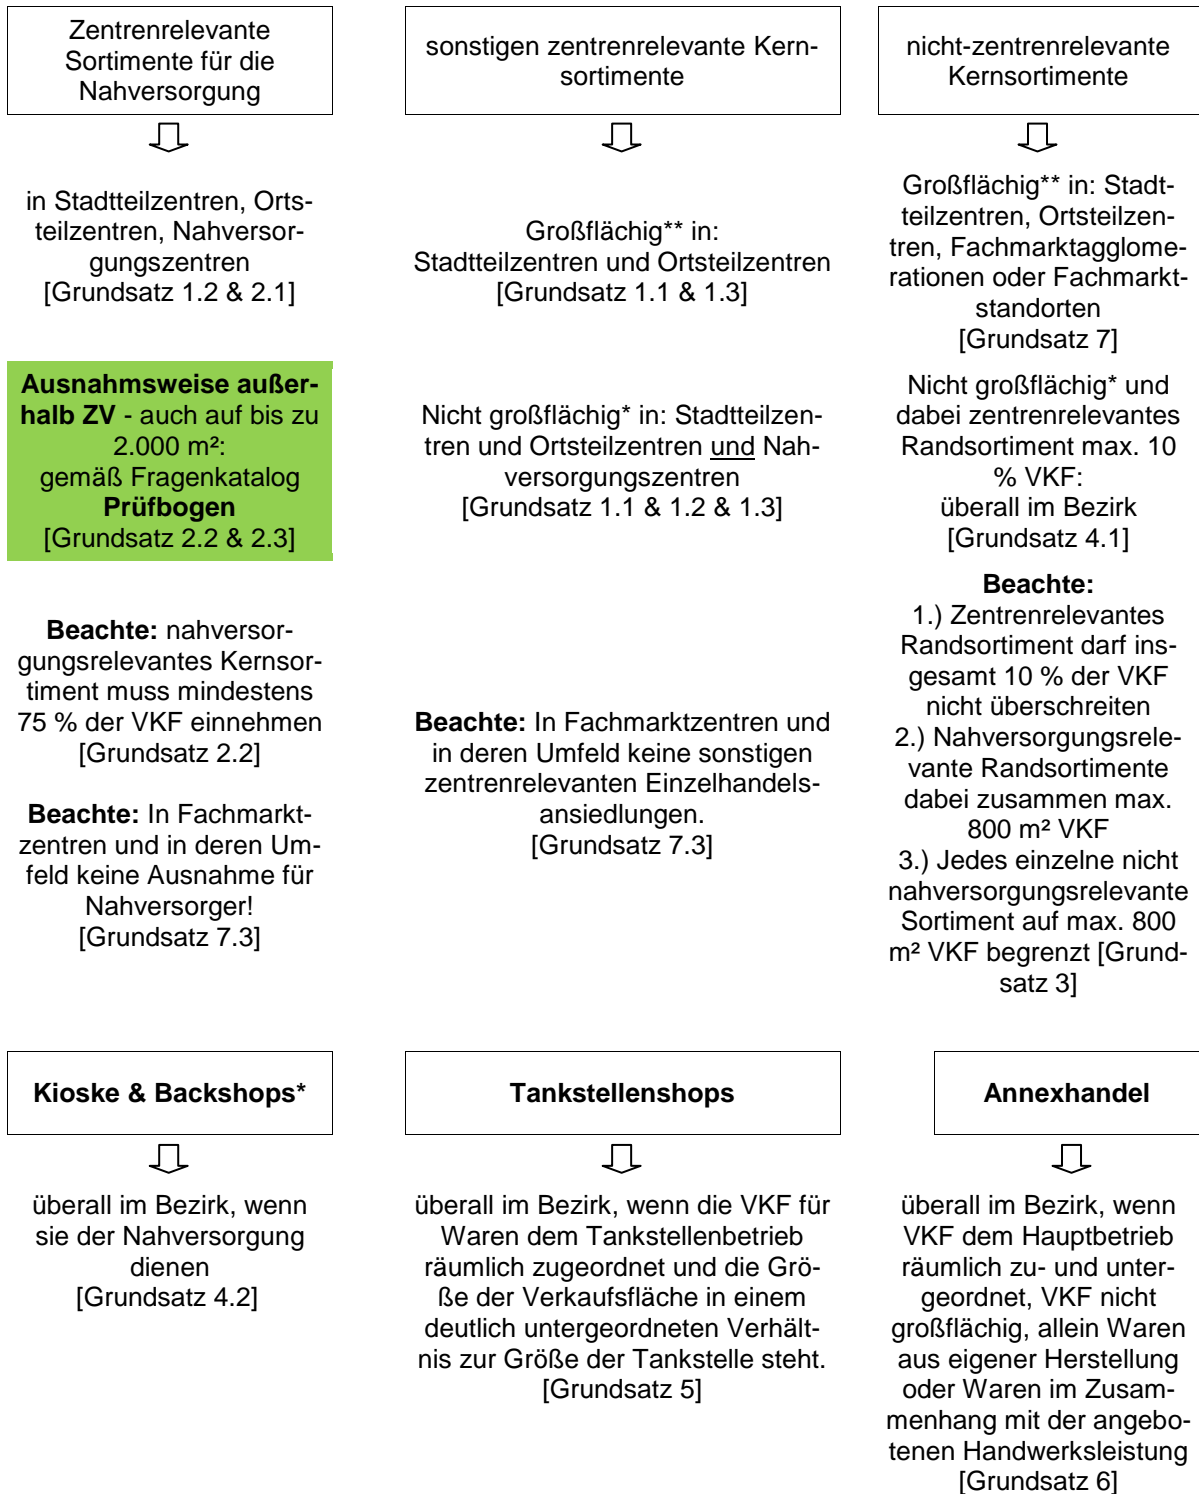 Zentrenrelevante
Sortimente für die
Nahversorgung
in Stadtteilzentren, Orts-
teilzentren, Nahversor-
gungszentren
[Grundsatz 1.2 & 2.1]
Ausnahmsweise außer-
halb ZV - auch auf bis zu
2.000 m²:
gemäß Fragenkatalog
Prüfbogen
[Grundsatz 2.2 & 2.3]
Beachte: nahversor-
gungsrelevantes Kernsor-
timent muss mindestens
75 % der VKF einnehmen
[Grundsatz 2.2]
Beachte: In Fachmarkt-
zentren und in deren Um-
feld keine Ausnahme für
Nahversorger!
[Grundsatz 7.3]
sonstigen zentrenrelevante Kern-
sortimente
Großflächig** in:
Stadtteilzentren und Ortsteilzentren
[Grundsatz 1.1 & 1.3]
Nicht großflächig* in: Stadtteilzen-
tren und Ortsteilzentren und Nah-
versorgungszentren
[Grundsatz 1.1 & 1.2 & 1.3]
Beachte: In Fachmarktzentren und
in deren Umfeld keine sonstigen
zentrenrelevanten Einzelhandels-
ansiedlungen.
[Grundsatz 7.3]
nicht-zentrenrelevante
Kernsortimente
Großflächig** in: Stadt-
teilzentren, Ortsteilzen-
tren, Fachmarktagglome-
rationen oder Fachmarkt-
standorten
[Grundsatz 7]
Nicht großflächig* und
dabei zentrenrelevantes
Randsortiment max. 10
% VKF:
überall im Bezirk
[Grundsatz 4.1]
Beachte:
1.) Zentrenrelevantes
Randsortiment darf ins-
gesamt 10 % der VKF
nicht überschreiten
2.) Nahversorgungsrele-
vante Randsortimente
dabei zusammen max.
800 m² VKF
3.) Jedes einzelne nicht
nahversorgungsrelevante
Sortiment auf max. 800
m² VKF begrenzt [Grund-
satz 3]
Kioske & Backshops*
überall im Bezirk, wenn
sie der Nahversorgung
dienen
[Grundsatz 4.2]
Tankstellenshops
überall im Bezirk, wenn die VKF für
Waren dem Tankstellenbetrieb
räumlich zugeordnet und die Grö-
ße der Verkaufsfläche in einem
deutlich untergeordneten Verhält-
nis zur Größe der Tankstelle steht.
[Grundsatz 5]
Annexhandel
überall im Bezirk, wenn
VKF dem Hauptbetrieb
räumlich zu- und unter-
geordnet, VKF nicht
großflächig, allein Waren
aus eigener Herstellung
oder Waren im Zusam-
menhang mit der angebo-
tenen Handwerksleistung
[Grundsatz 6]